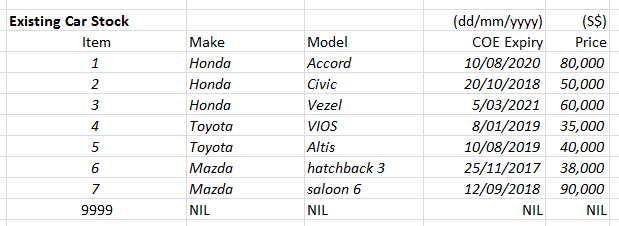 Existing Car Stock (dd/mm/yyyy) (S$)
Item Make Model COE Expiry Price
1 Honda Accord 10/08/2020 80,000
2 Honda Civic 20/10/2018 50,000
3 Honda Vezel 5/03/2021 60,000
4 Toyota VIOS 8/01/2019 35,000
5 Toyota Altis 10/08/2019 40,000
6 Mazda hatchback 3 25/11/2017 38,000
7 Mazda saloon 6 12/09/2018 90,000
9999 NIL NIL NIL NIL